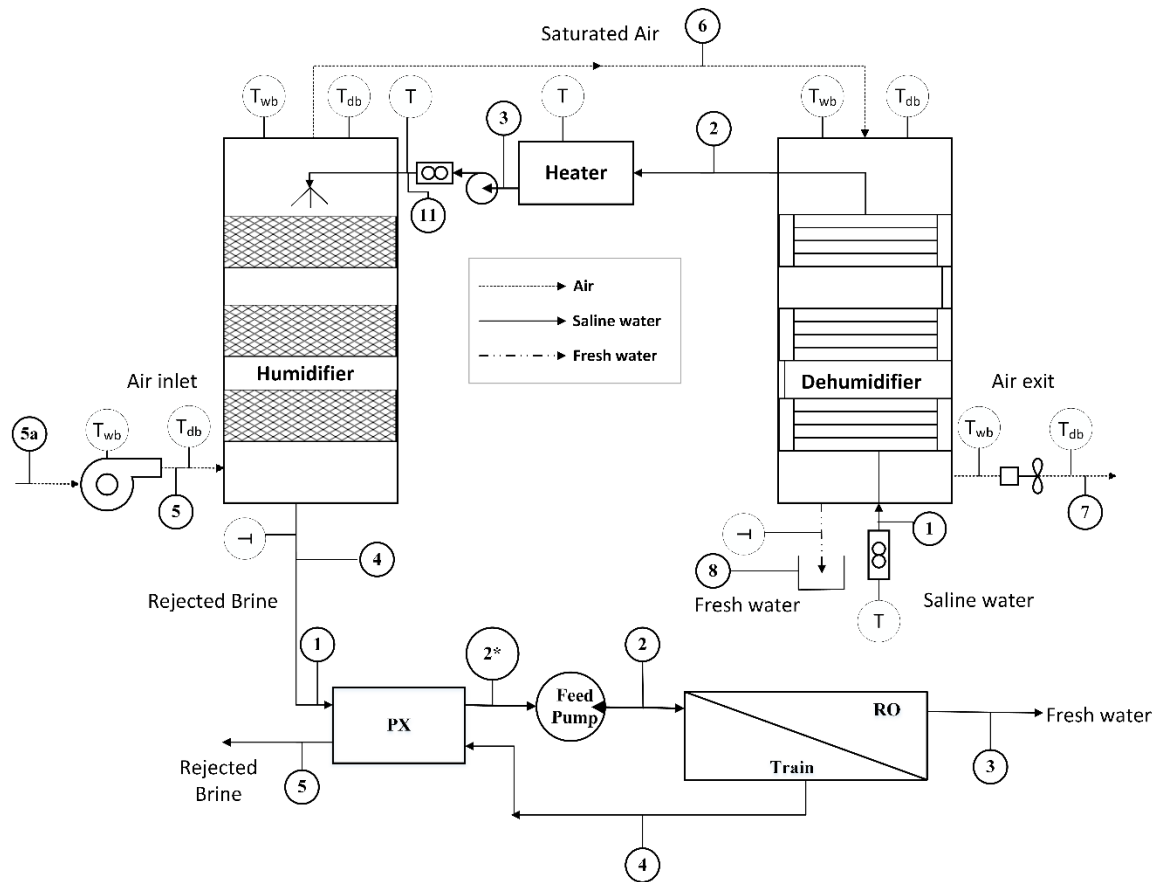 6
Saturated Air
Twb
Tdb
T
3
T
2
Twb
Tdb
Heater
11
Air
Saline water
Fresh water
Air inlet
Humidifier
Dehumidifier
Air exit
5a
Twb
Tdb
Twb
Tdb
5
7
T
4
T
1
8
Rejected Brine
Fresh water
Saline water
T
1
2*
2
PX
Feed
Pump
RO
Fresh water
Train
3
Rejected
Brine
5
4